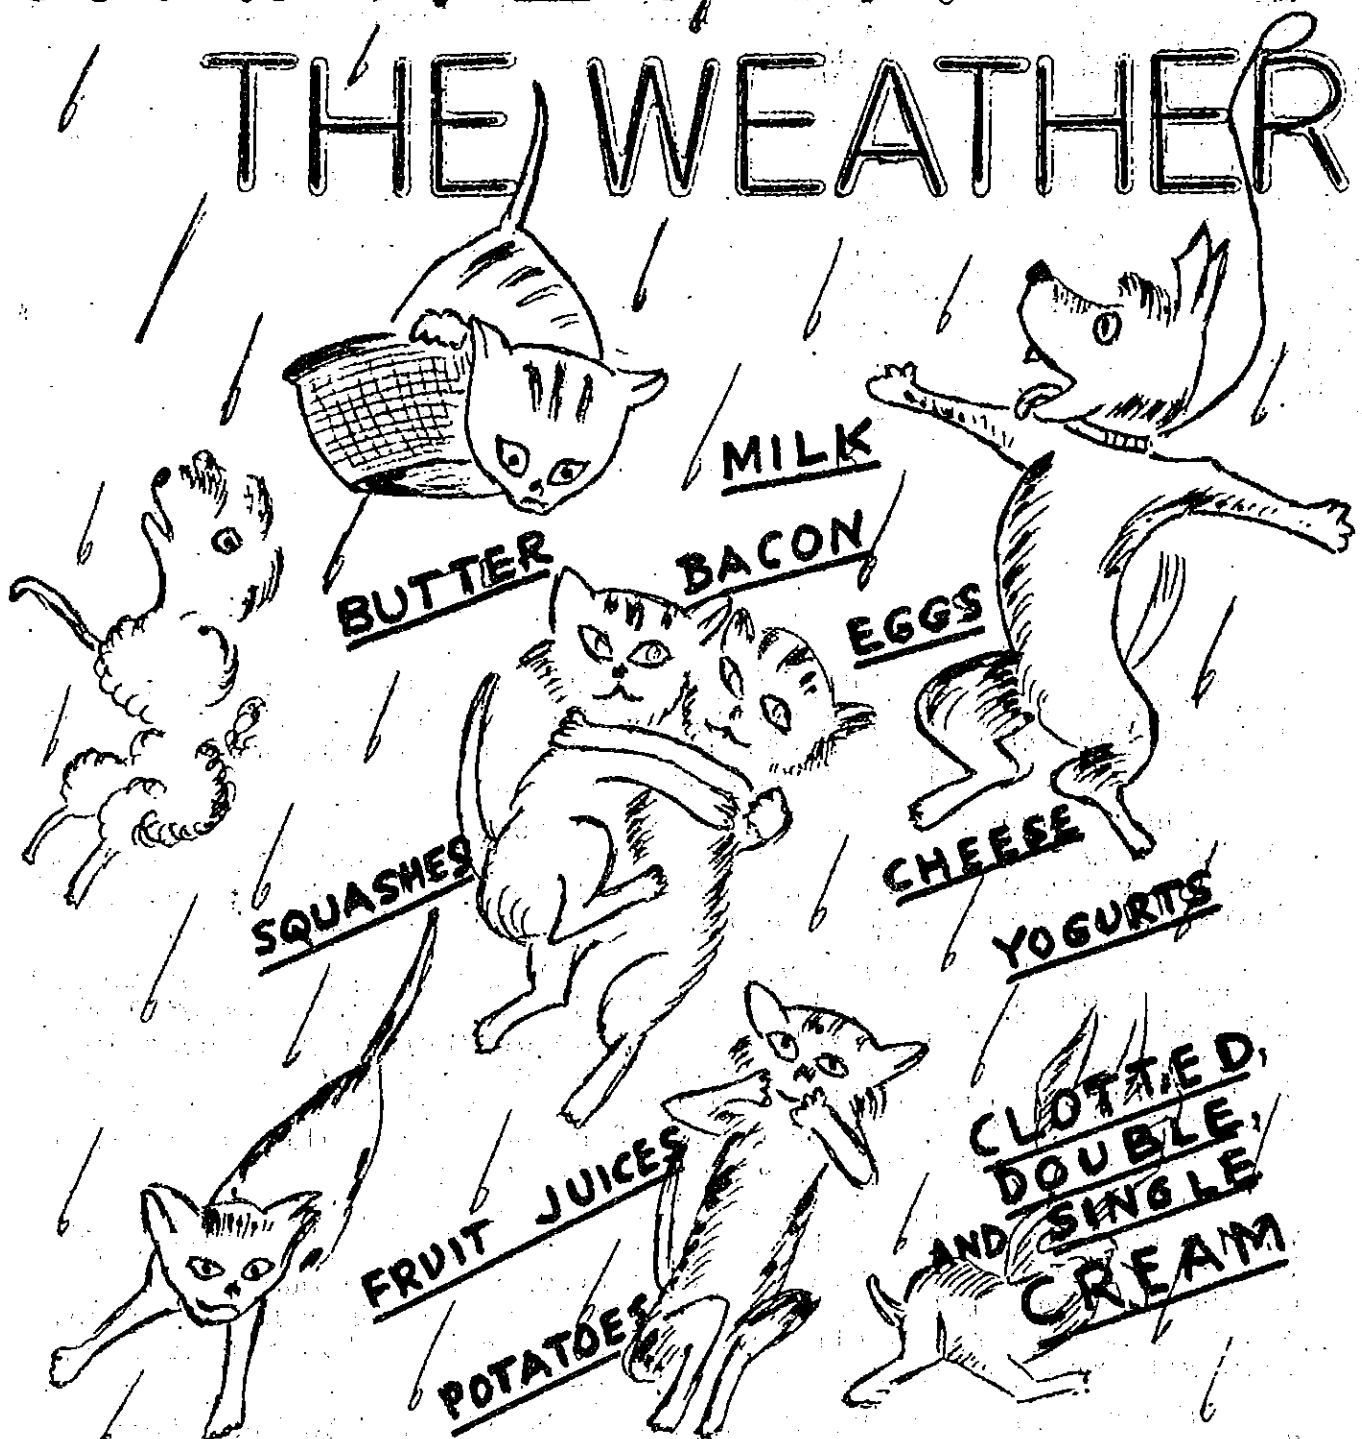 THE WEATHER
MILK
BACON
BUTTER
EGGS
CHEESE
SQUASHES
YOGURTS
CLOTTED,
DOUBLE,
AND SINGLE
CREAM
FRUIT JUICES
POTATOES